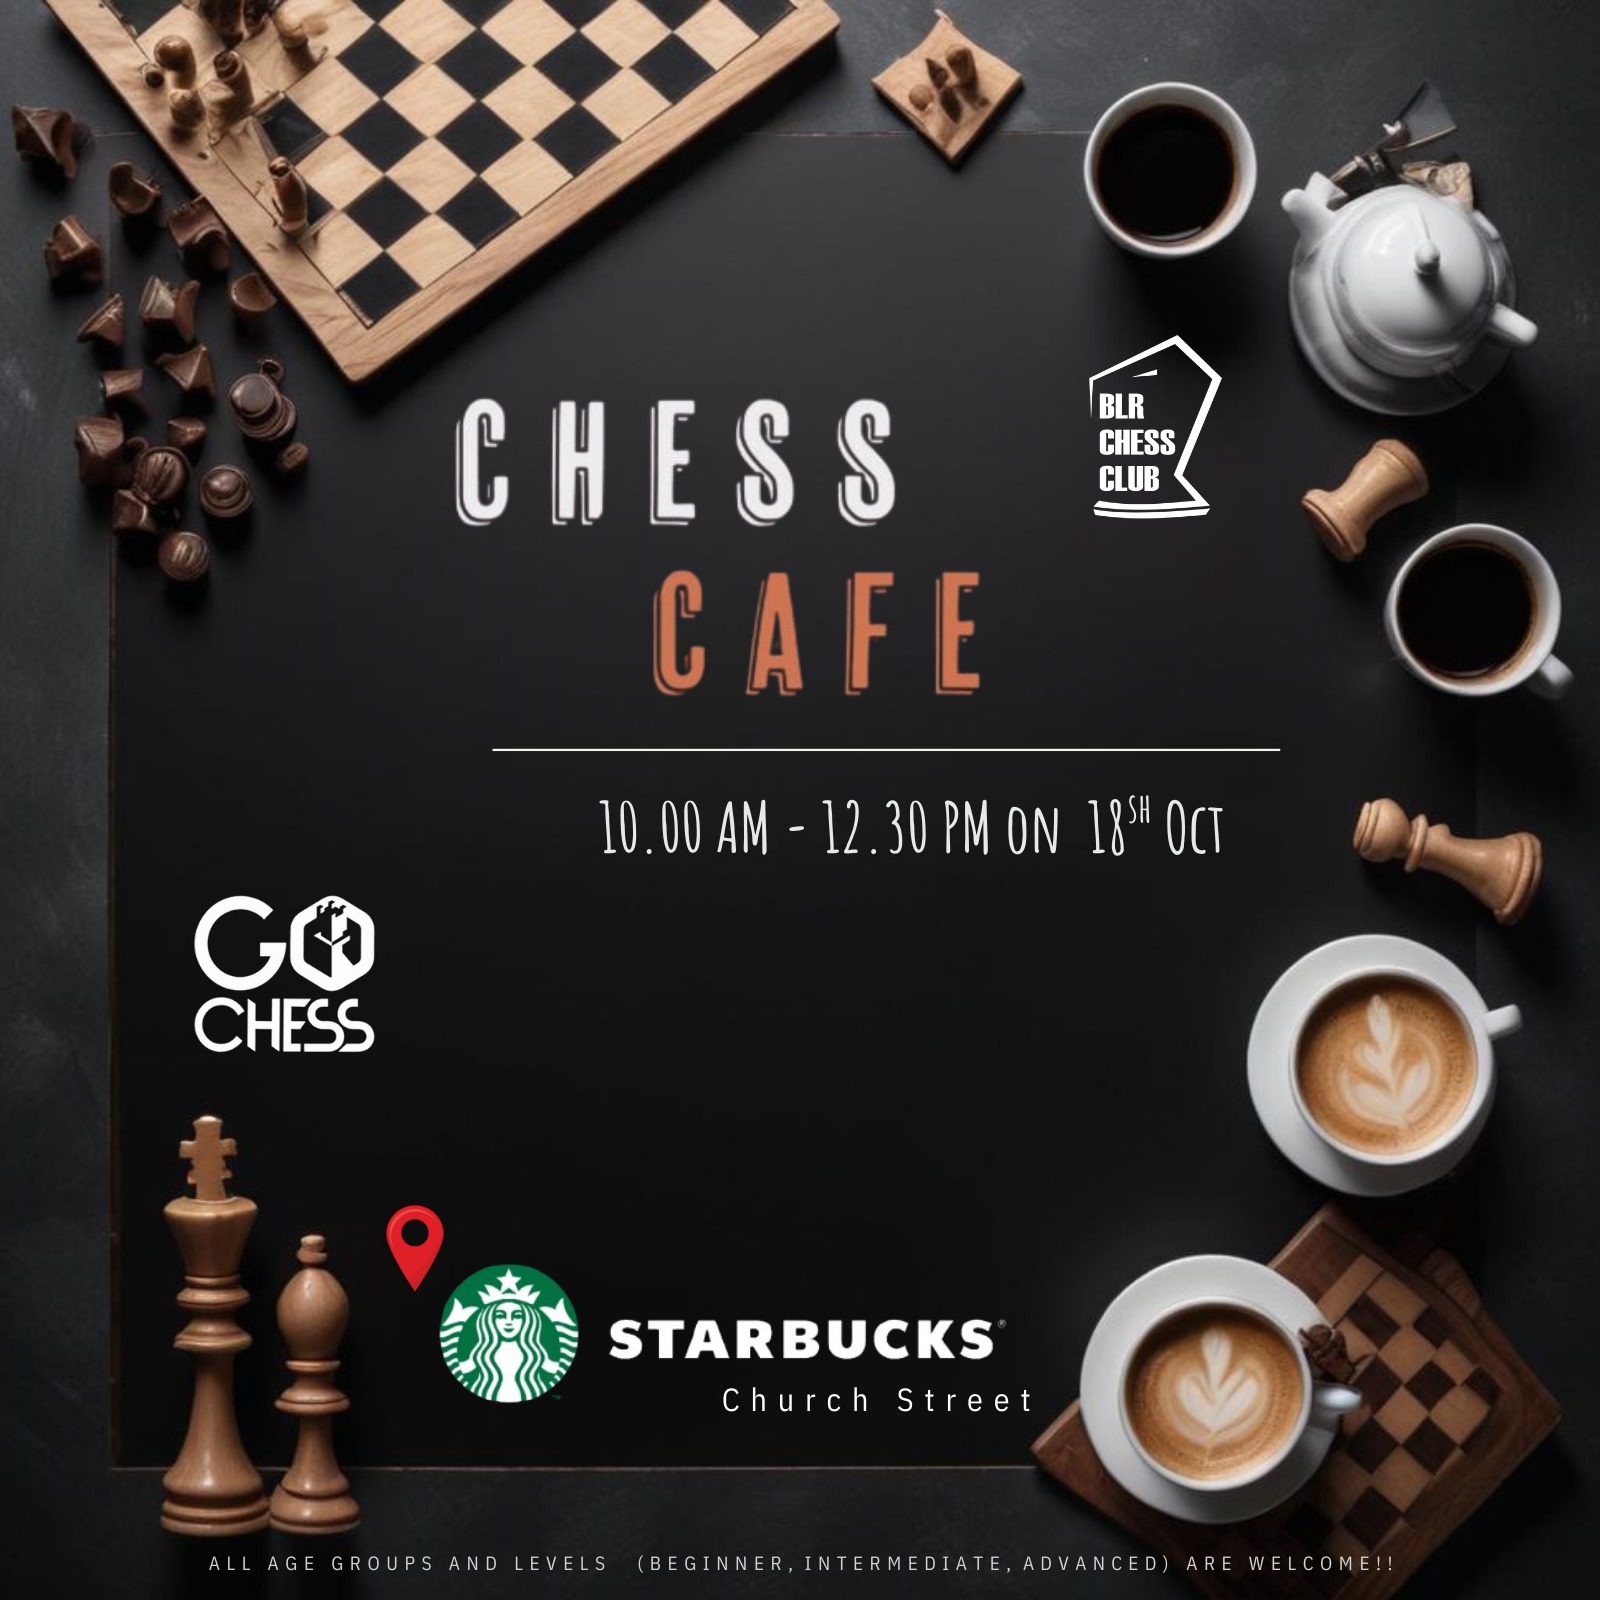 CHESS
CAFE
BLR
CHESS
CLUB
10.00 AM - 12.30 PM on 18SH Oct
GO
CHESS
STARBUCKS®
Church Street
ALL AGE GROUPS AND LEVELS (BEGINNER, INTERMEDIATE, ADVANCED) ARE WELCOME!!